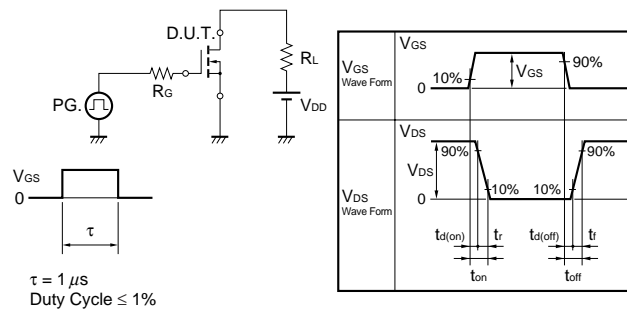 D.U.T.
RL
RG
PG.
VDD
VGS
0
τ
τ = 1 μs
Duty Cycle ≤ 1%
VGS
Wave Form
VGS
10%
0
VGS
90%
VDS
Wave Form
VDS
90%
VDS
0
10%
10%
90%
td(on)
tr
td(off)
tf
ton
toff